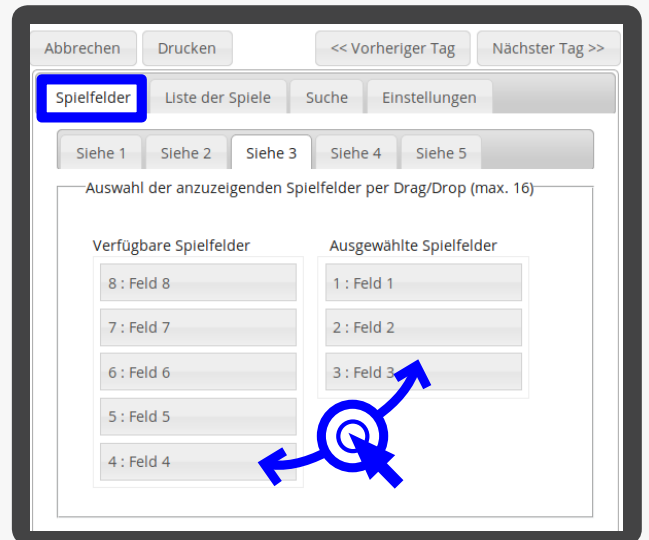 Abbrechen Drucken << Vorheriger Tag Nächster Tag >>
Spielfelder Liste der Spiele Suche Einstellungen
Siehe 1 Siehe 2 Siehe 3 Siehe 4 Siehe 5
Auswahl der anzuzeigenden Spielfelder per Drag/Drop (max. 16)
Verfügbare Spielfelder
8 : Feld 8
7 : Feld 7
6 : Feld 6
5 : Feld 5
4 : Feld 4
Ausgewählte Spielfelder
1 : Feld 1
2 : Feld 2
3 : Feld 3